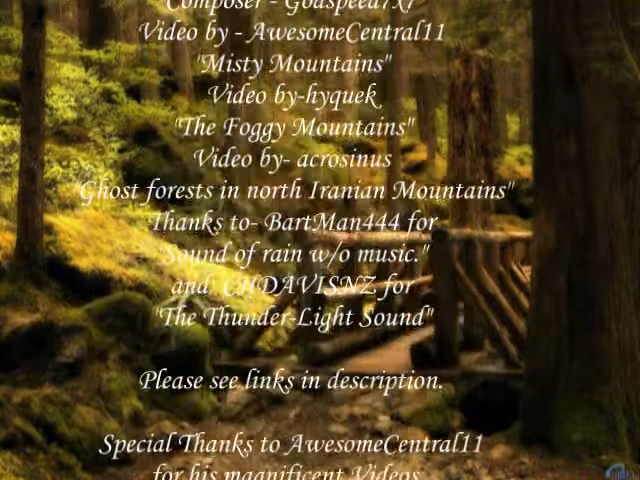 Composer - Godspeed7x7
Video by - AwesomeCentral11
"Misty Mountains"
Video by-hyquek
"The Foggy Mountains"
Video by- acrosinus
"Ghost forests in north Iranian Mountains"
Thanks to- BartMan444 for
"Sound of rain w/o music."
and CHDAVISNZ for
"The Thunder-Light Sound"
Please see links in description.
Special Thanks to AwesomeCentral11
for his magnificent Videos